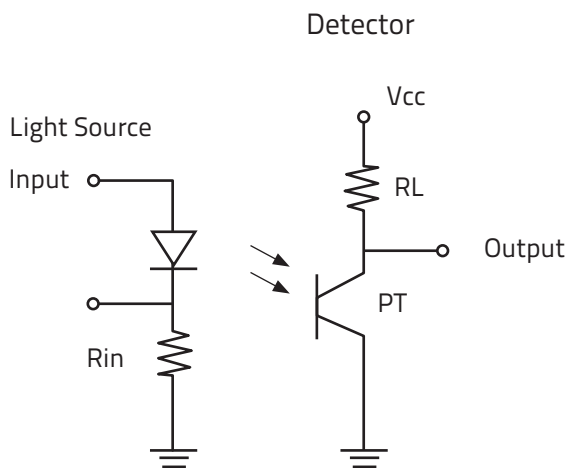 Detector
Vcc
Light Source
Input
RL
Output
PT
Rin